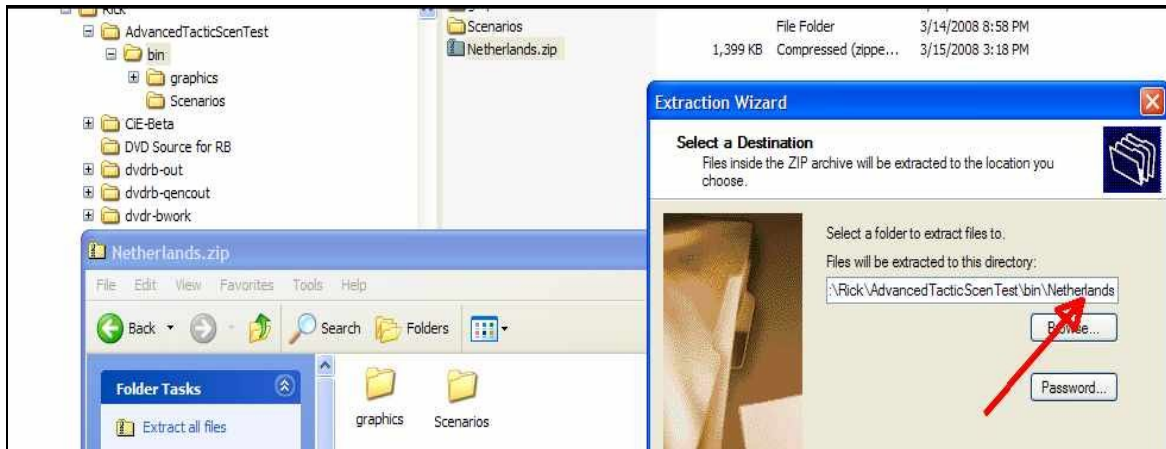 Rick
AdvancedTacticScenTest
bin
graphics
Scenarios
CiE-Beta
DVD Source for RB
dvdrb-out
dvdrb-qencout
dvdr-bwork
Scenarios File Folder 3/14/2008 8:58 PM
Netherlands.zip 1,399 KB Compressed (zippe... 3/15/2008 3:18 PM
Netherlands.zip
File Edit View Favorites Tools Help
Back Search Folders
Folder Tasks
Extract all files
graphics Scenarios
Extraction Wizard
Select a Destination
Files inside the ZIP archive will be extracted to the location you
choose.
Select a folder to extract files to.
Files will be extracted to this directory:
:\Rick\AdvancedTacticScenTest\bin\Netherlands
Browse...
Password...